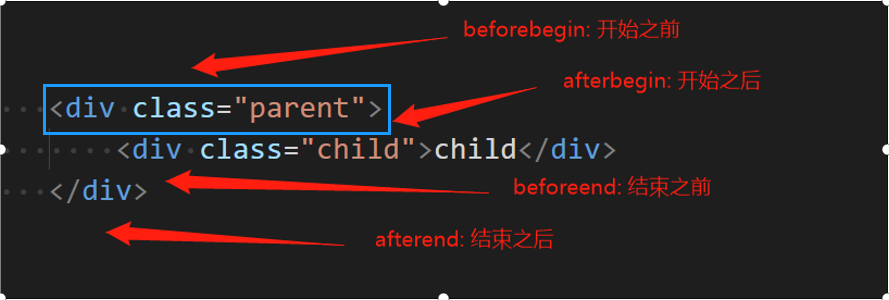 beforebegin: 开始之前
afterbegin: 开始之后
<div class="parent">
<div class="child">child</div>
beforeend: 结束之前
</div>
afterend: 结束之后